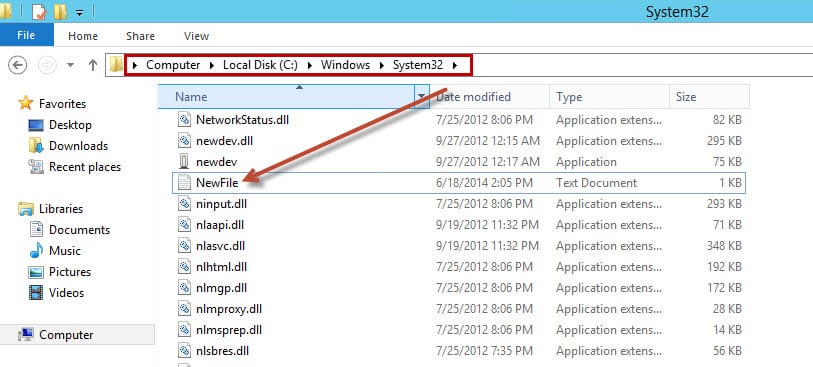 System32
File Home Share View
Computer Local Disk (C:) Windows System32
Favorites
Desktop
Downloads
Recent places
Libraries
Documents
Music
Pictures
Videos
Computer
Name Date modified Type Size
NetworkStatus.dll 7/25/2012 8:06 PM Application extens... 82 KB
newdev.dll 9/27/2012 12:15 AM Application extens... 295 KB
newdev 9/27/2012 12:17 AM Application 75 KB
NewFile 6/18/2014 2:05 PM Text Document 1 KB
ninput.dll 7/25/2012 8:06 PM Application extens... 293 KB
nlaapi.dll 9/19/2012 11:32 PM Application extens... 71 KB
nlasvc.dll 9/19/2012 11:32 PM Application extens... 348 KB
nlhtml.dll 7/25/2012 8:06 PM Application extens... 192 KB
nlmgp.dll 7/25/2012 8:06 PM Application extens... 172 KB
nlmproxy.dll 7/25/2012 8:06 PM Application extens... 28 KB
nlmsprep.dll 7/25/2012 8:06 PM Application extens... 14 KB
nlsbres.dll 7/25/2012 7:35 PM Application extens... 56 KB